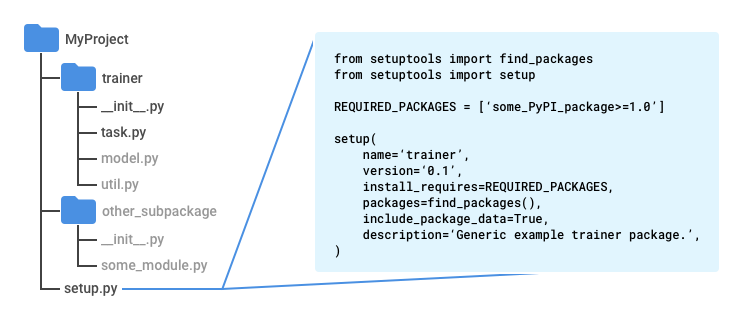 MyProject
trainer
__init__.py
task.py
model.py
util.py
other_subpackage
__init__.py
some_module.py
setup.py
from setuptools import find_packages
from setuptools import setup
REQUIRED_PACKAGES = [‘some_PyPI_package>=1.0’]
setup(
    name=‘trainer’,
    version=‘0.1’,
    install_requires=REQUIRED_PACKAGES,
    packages=find_packages(),
    include_package_data=True,
    description=‘Generic example trainer package.’,
)